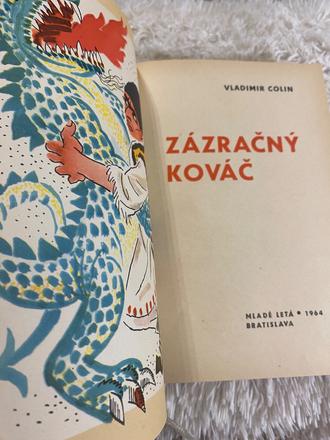 VLADIMIR COLIN
ZÁZRAČNÝ
KOVÁČ
MLADÉ LETÁ • 1964
BRATISLAVA